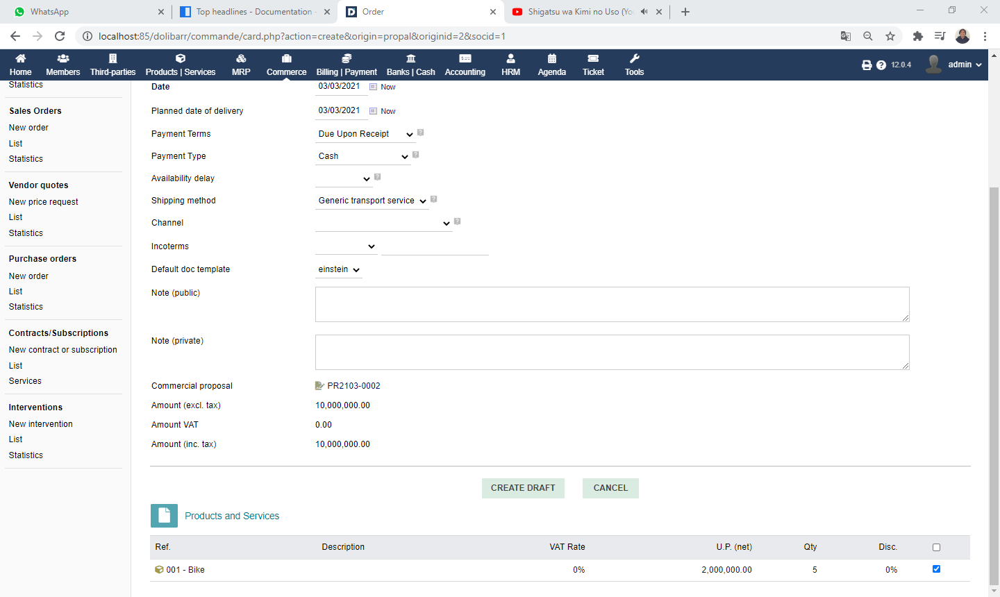 WhatsApp
Top headlines - Documentation
Order
Shigatsu wa Kimi no Uso (Yo
localhost:85/dolibarr/commande/card.php?action=create&origin=propal&originid=2&socid=1
Home Members Third-parties Products | Services MRP Commerce Billing | Payment Banks | Cash Accounting HRM Agenda Ticket Tools 12.0.4 admin
Statistics
Sales Orders
New order
List
Statistics
Vendor quotes
New price request
List
Statistics
Purchase orders
New order
List
Statistics
Contracts/Subscriptions
New contract or subscription
List
Services
Interventions
New intervention
List
Statistics
Date 03/03/2021 Now
Planned date of delivery 03/03/2021 Now
Payment Terms Due Upon Receipt
Payment Type Cash
Availability delay
Shipping method Generic transport service
Channel
Incoterms
Default doc template einstein
Note (public)
Note (private)
Commercial proposal PR2103-0002
Amount (excl. tax) 10,000,000.00
Amount VAT 0.00
Amount (inc. tax) 10,000,000.00
CREATE DRAFT CANCEL
Products and Services
Ref. Description VAT Rate U.P. (net) Qty Disc.
001 - Bike 0% 2,000,000.00 5 0%